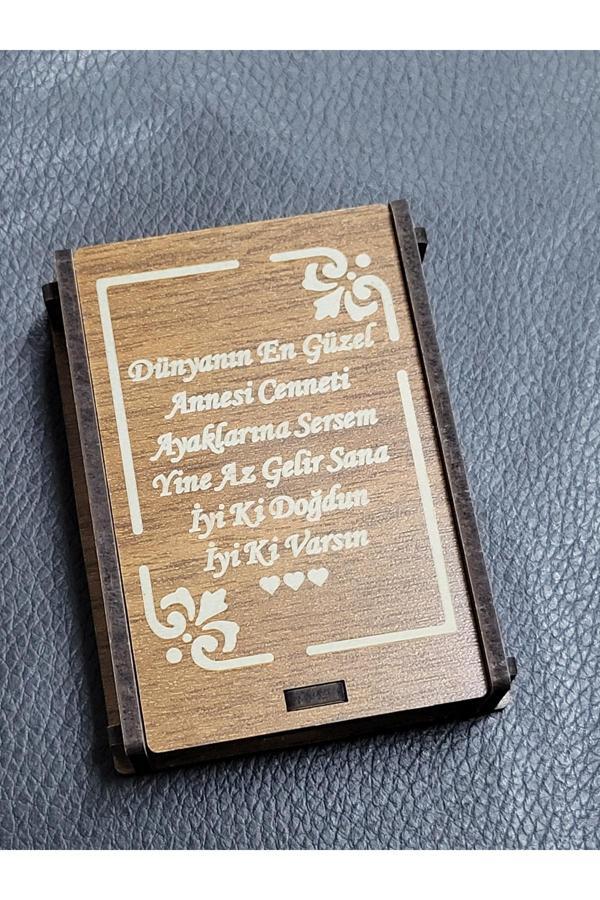 Dünyanın En Güzel
Annesi Cenneti
Ayaklarına Sersem
Yine Az Gelir Sana
İyi Ki Doğdun
İyi Ki Varsın